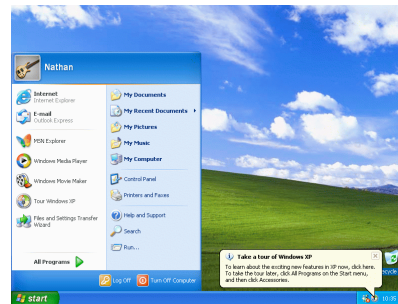 Nathan
Internet
Internet Explorer
E-mail
Outlook Express
MSN Explorer
Windows Media Player
Windows Movie Maker
Tour Windows XP
Files and Settings Transfer
Wizard
All Programs
My Documents
My Recent Documents
My Pictures
My Music
My Computer
Control Panel
Printers and Faxes
Help and Support
Search
Run...
Log Off
Turn Off Computer
Take a tour of Windows XP
To learn about the exciting new features in XP now, click here.
To take the tour later, click All Programs on the Start menu,
and then click Accessories.
ecycle
start
10:35